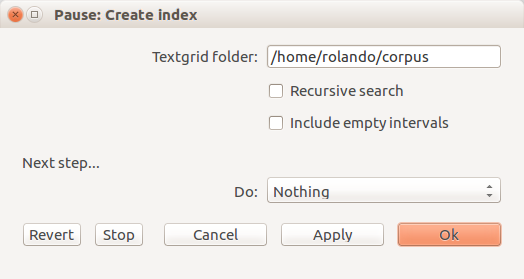 Pause: Create index
Textgrid folder: /home/rolando/corpus
Recursive search
Include empty intervals
Next step...
Do: Nothing
Revert Stop Cancel Apply Ok